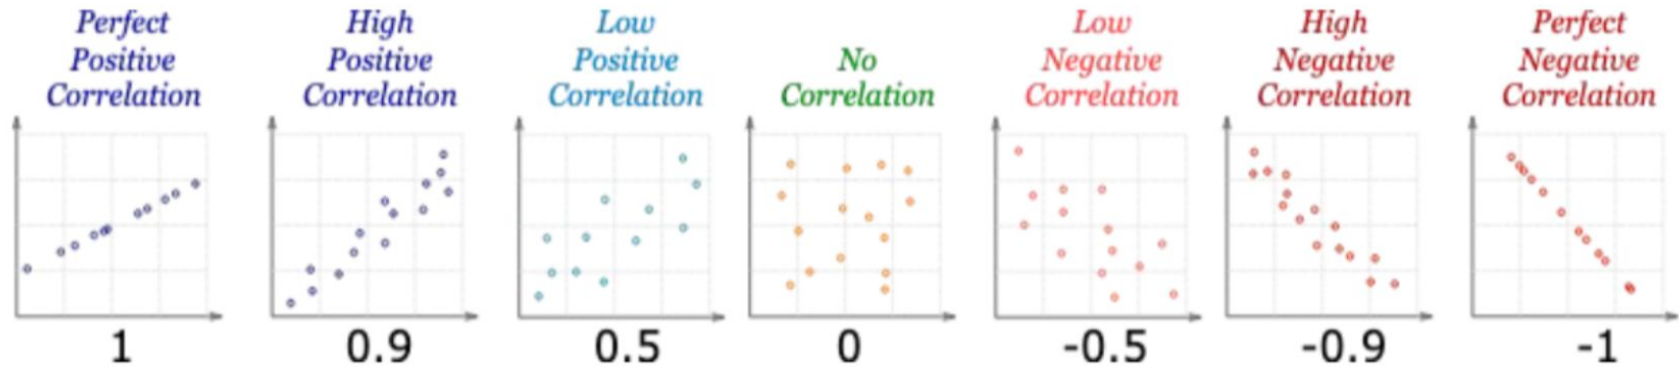 Perfect
Positive
Correlation
High
Positive
Correlation
Low
Positive
Correlation
No
Correlation
Low
Negative
Correlation
High
Negative
Correlation
Perfect
Negative
Correlation
1
0.9
0.5
0
-0.5
-0.9
-1